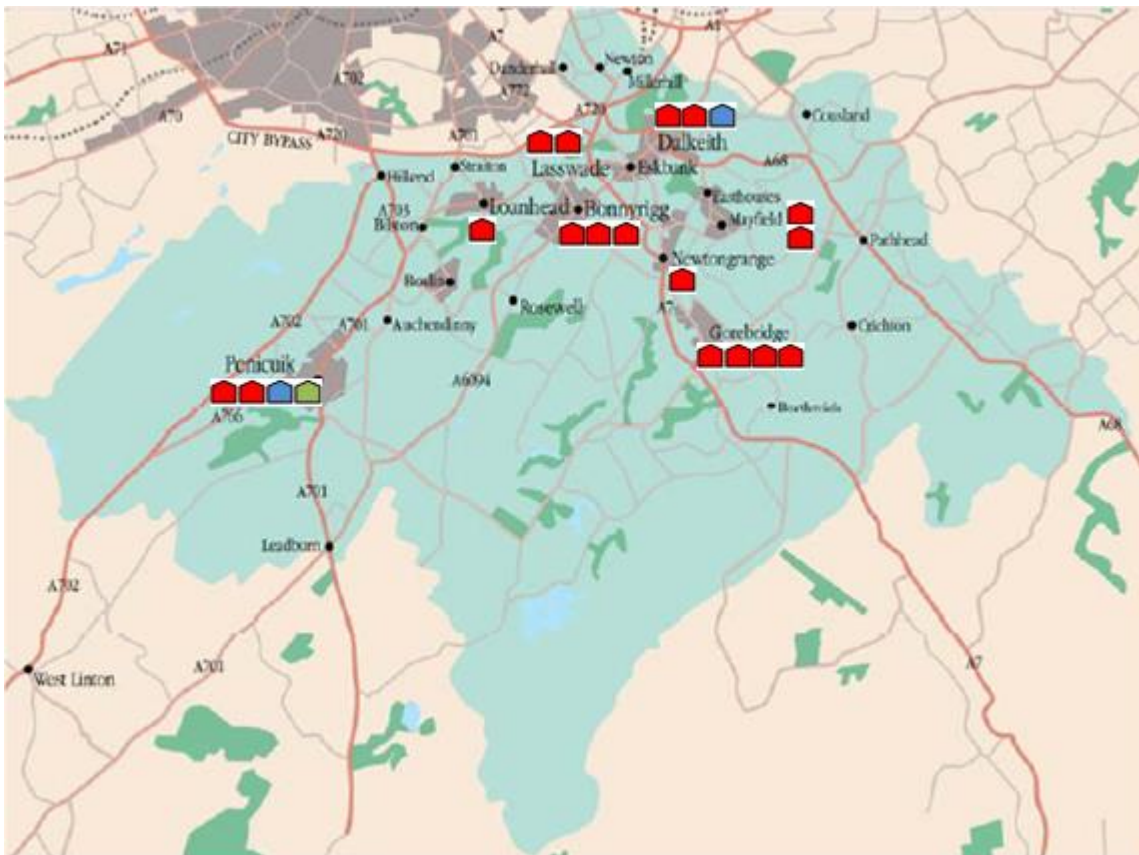 A71
A7
A1
A702
Danderhall
Newton
Millerhill
A772
A70
A720
Cousland
CITY BYPASS
A720
A701
Dalkeith
Straiton
Lasswade
Eskbank
A68
Hillend
Easthouses
A703
Loanhead
Bonnyrigg
Mayfield
Bilston
Pathhead
Newtongrange
Roslin
Rosewell
A7
A702
A701
Auchendinny
Gorebridge
Crichton
Penicuik
A6094
A766
Borthwick
A68
A701
Leadburn
A702
A701
A7
West Linton